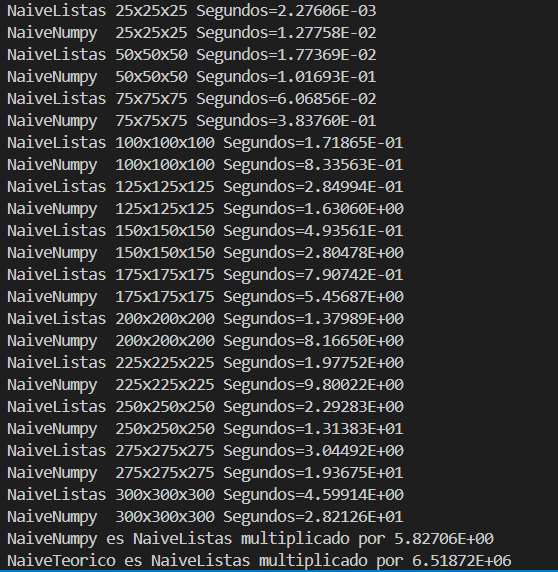 NaiveListas 25x25x25 Segundos=2.27606E-03
NaiveNumpy  25x25x25 Segundos=1.27758E-02
NaiveListas 50x50x50 Segundos=1.77369E-02
NaiveNumpy  50x50x50 Segundos=1.01693E-01
NaiveListas 75x75x75 Segundos=6.06856E-02
NaiveNumpy  75x75x75 Segundos=3.83760E-01
NaiveListas 100x100x100 Segundos=1.71865E-01
NaiveNumpy  100x100x100 Segundos=8.33563E-01
NaiveListas 125x125x125 Segundos=2.84994E-01
NaiveNumpy  125x125x125 Segundos=1.63060E+00
NaiveListas 150x150x150 Segundos=4.93561E-01
NaiveNumpy  150x150x150 Segundos=2.80478E+00
NaiveListas 175x175x175 Segundos=7.90742E-01
NaiveNumpy  175x175x175 Segundos=5.45687E+00
NaiveListas 200x200x200 Segundos=1.37989E+00
NaiveNumpy  200x200x200 Segundos=8.16650E+00
NaiveListas 225x225x225 Segundos=1.97752E+00
NaiveNumpy  225x225x225 Segundos=9.80022E+00
NaiveListas 250x250x250 Segundos=2.29283E+00
NaiveNumpy  250x250x250 Segundos=1.31383E+01
NaiveListas 275x275x275 Segundos=3.04492E+00
NaiveNumpy  275x275x275 Segundos=1.93675E+01
NaiveListas 300x300x300 Segundos=4.59914E+00
NaiveNumpy  300x300x300 Segundos=2.82126E+01
NaiveNumpy es NaiveListas multiplicado por 5.82706E+00
NaiveTeorico es NaiveListas multiplicado por 6.51872E+06